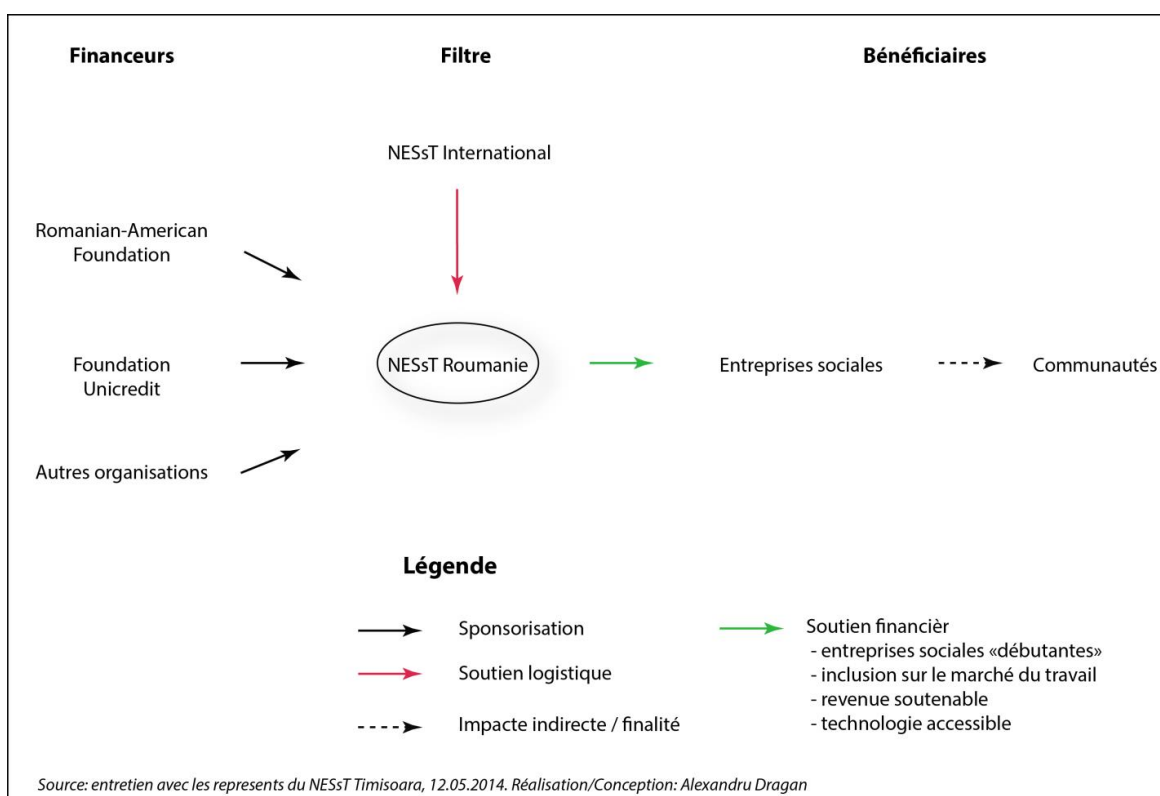 Financeurs
Filtre
Bénéficiaires
NESsT International
Romanian-American
Foundation
Foundation
Unicredit
NESsT Roumanie
Entreprises sociales
Communautés
Autres organisations
Légende
Sponsorisation
Soutien logistique
Impacte indirecte / finalité
Soutien financièr
- entreprises sociales «débutantes»
- inclusion sur le marché du travail
- revenue soutenable
- technologie accessible
Source: entretien avec les represents du NESsT Timisoara, 12.05.2014. Réalisation/Conception: Alexandru Dragan